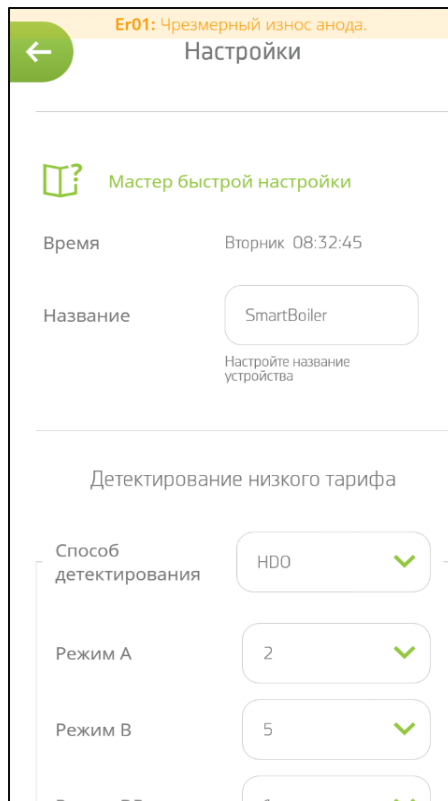 Er01: Чрезмерный износ анода.
Настройки
Мастер быстрой настройки
Время Вторник 08:32:45
Название SmartBoiler
Настройте название
устройства
Детектирование низкого тарифа
Способ
детектирования HDO
Режим A 2
Режим B 5